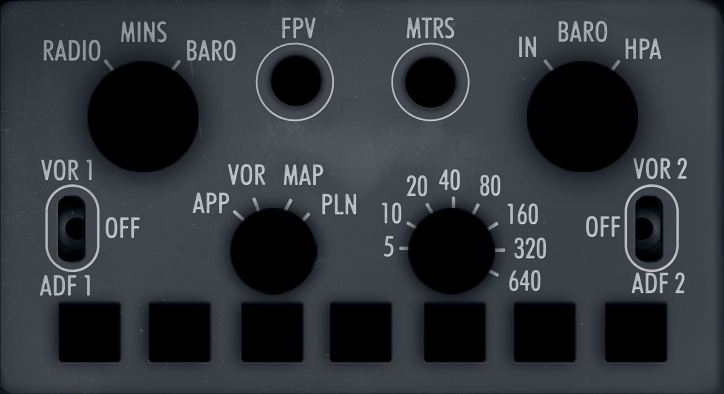 RADIO MINS BARO
FPV
MTRS
IN BARO HPA
VOR 1
OFF
ADF 1
APP VOR MAP PLN
5 10 20 40 80 160 320 640
VOR 2
OFF
ADF 2